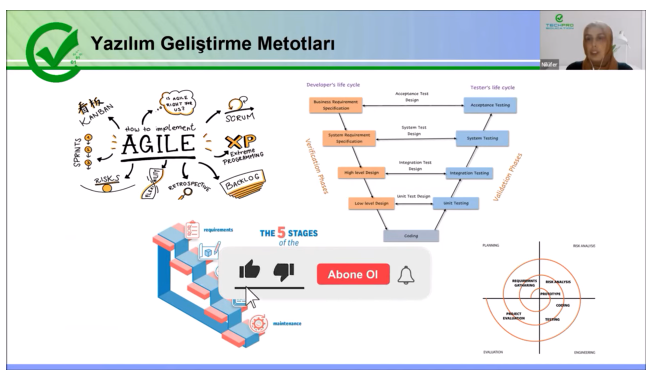 Yazılım Geliştirme Metotları
TECHPRO
Nilüfer
看板
KANBAN
IS AGILE
RIGHT FOR
US?
SCRUM
how to implement
AGILE
SPRINTS
XP
EXTREME
PROGRAMMING
RISKS
RETROSPECTIVE
BACKLOG
Developer's life cycle
Tester's life cycle
Business Requirement
Specification
Acceptance Test
Design
Acceptance Testing
System Requirement
Specification
System Test
Design
System Testing
High level Design
Integration Test
Design
Integration Testing
Low level Design
Unit Test Design
Unit Testing
Coding
Verification Phases
Validation Phases
requirements
THE 5 STAGES
of the
maintenance
Abone Ol
PLANNING
RISK ANALYSE
REQUIREMENTS
GATHERING
RISK ANALYSIS
PROTOTYPE
CODING
PROJECT
EVALUATION
TESTING
EVALUATION
ENGINEERING